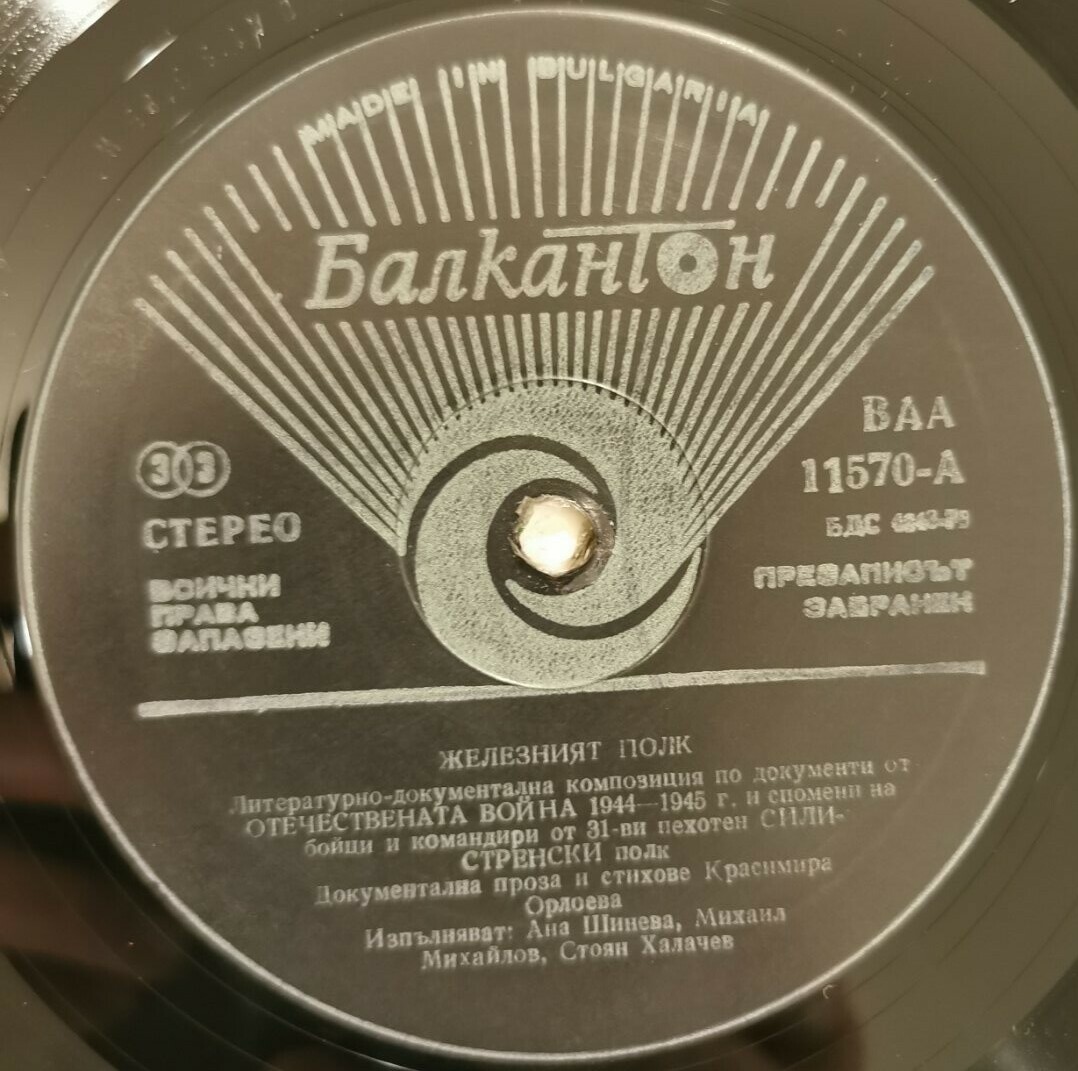 MADE IN BULGARIA
Балкантон
ВАА
11570-А
БДС
33
СТЕРЕО
ВСИЧКИ
ПРАВА
ЗАПАЗЕНИ
ПРЕЗАПИСЪТ
ЗАБРАНЕН
ЖЕЛЕЗНИЯТ ПОЛК
Литературно-документална композиция по документи от
ОТЕЧЕСТВЕНАТА ВОЙНА 1944—1945 г. и спомени на
бойци и командири от 31-ви пехотен СИЛИ-
СТРЕНСКИ полк
Документална проза и стихове Красимира
Орлоева
Изпълняват: Ана Шинева, Михаил
Михайлов, Стоян Халачев